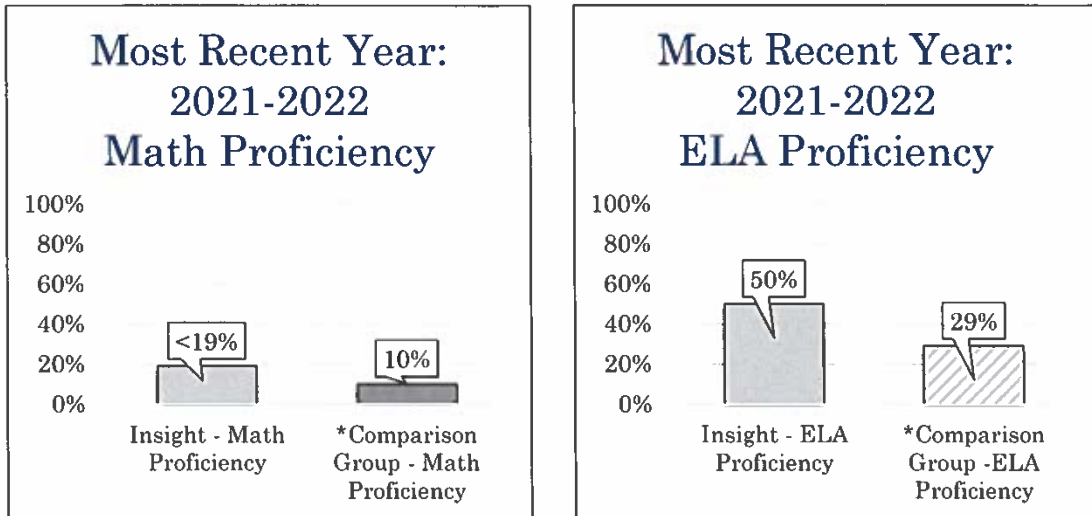 Most Recent Year:
2021-2022
Math Proficiency
100%
80%
60%
40%
20%
0%
<19%
10%
Insight - Math
Proficiency
*Comparison
Group - Math
Proficiency
Most Recent Year:
2021-2022
ELA Proficiency
100%
80%
60%
40%
20%
0%
50%
29%
Insight - ELA
Proficiency
*Comparison
Group -ELA
Proficiency